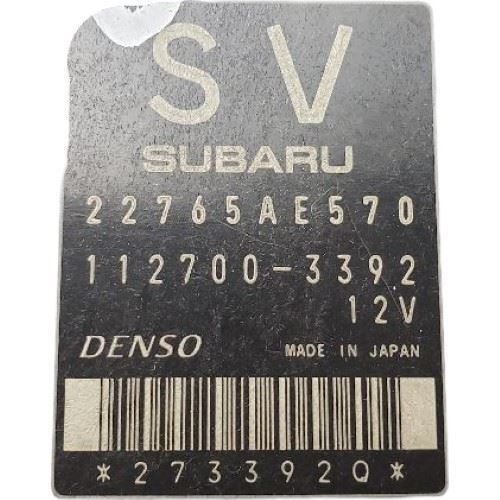 S V
SUBARU
22765AE570
112700-3392
12V
DENSO MADE IN JAPAN
*273392Q*